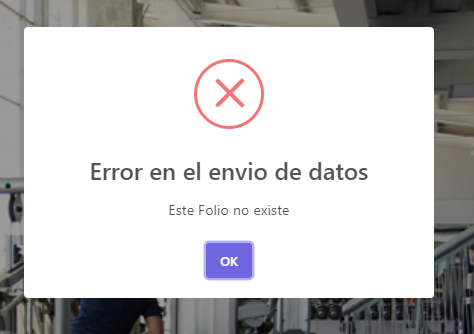 Error en el envio de datos
Este Folio no existe
OK